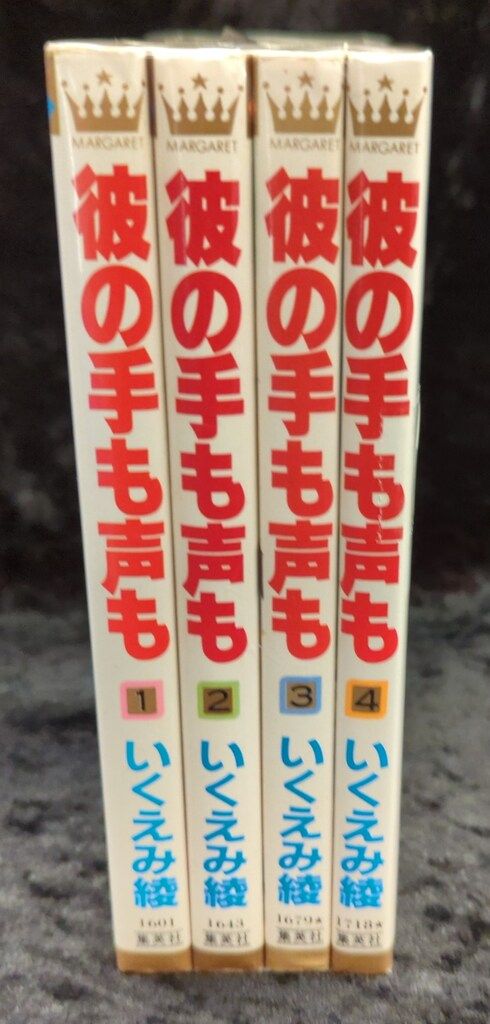 MARGARET
彼の手も声も
1
いくえみ綾
1601
集英社
MARGARET
彼の手も声も
2
いくえみ綾
1643
集英社
MARGARET
彼の手も声も
3
いくえみ綾
1679★
集英社
MARGARET
彼の手も声も
4
いくえみ綾
1718★
集英社